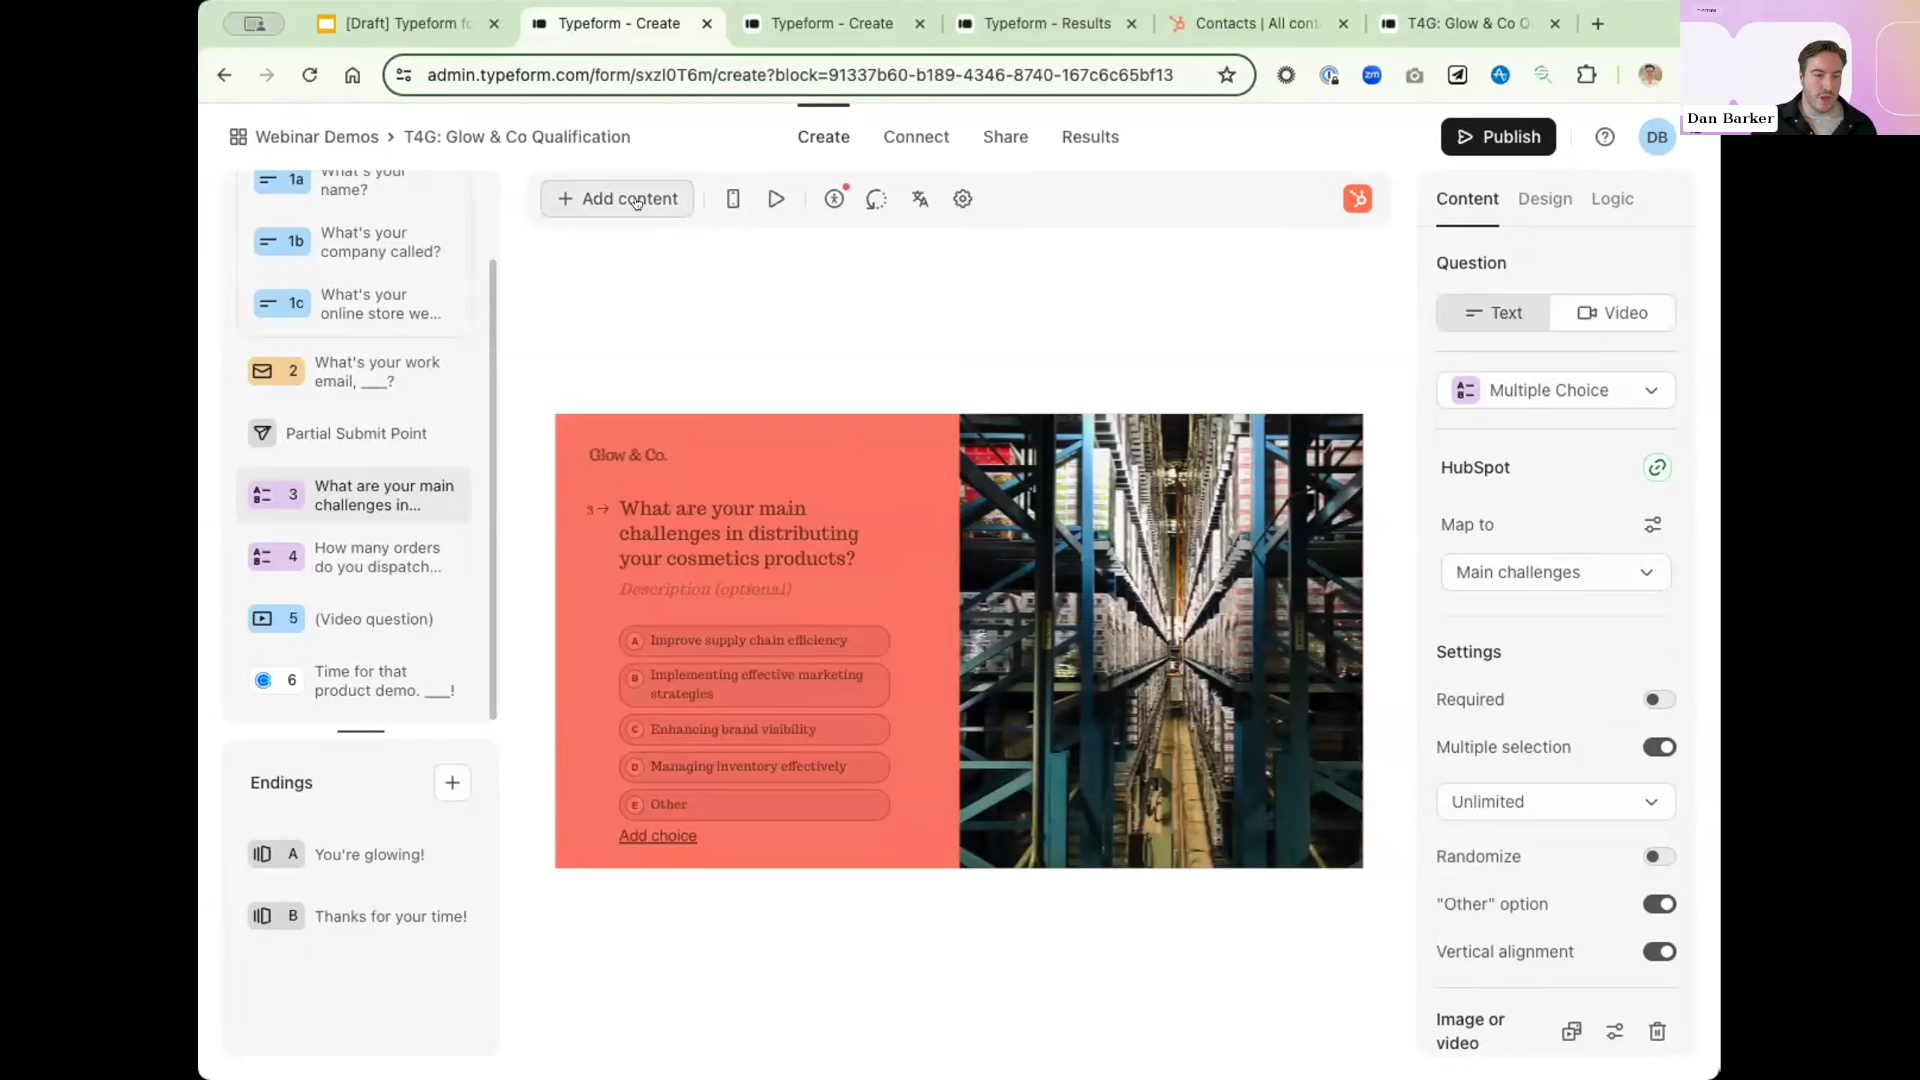 [Draft] Typeform fo
Typeform - Create
Typeform - Create
Typeform - Results
Contacts | All cont
T4G: Glow & Co Q
admin.typeform.com/form/sxzl0T6m/create?block=91337b60-b189-4346-8740-167c6c65bf13
zm
Dan Barker
Webinar Demos > T4G: Glow & Co Qualification
Create
Connect
Share
Results
Publish
DB
1a What's your
name?
1b What's your
company called?
1c What's your
online store we...
2 What's your work
email, ____?
Partial Submit Point
3 What are your main
challenges in...
4 How many orders
do you dispatch...
5 (Video question)
6 Time for that
product demo. ____!
Endings
A You're glowing!
B Thanks for your time!
+ Add content
Glow & Co.
3 → What are your main
challenges in distributing
your cosmetics products?
Description (optional)
A Improve supply chain efficiency
B Implementing effective marketing
strategies
C Enhancing brand visibility
D Managing inventory effectively
E Other
Add choice
Content
Design
Logic
Question
Text
Video
Multiple Choice
HubSpot
Map to
Main challenges
Settings
Required
Multiple selection
Unlimited
Randomize
"Other" option
Vertical alignment
Image or
video